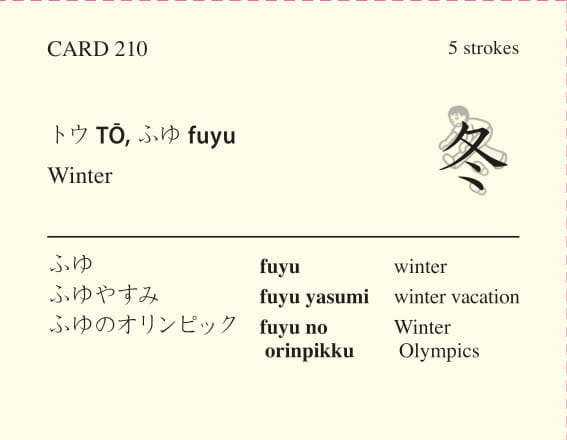 CARD 210 5 strokes
トウ TŌ, ふゆ fuyu 冬
Winter
ふゆ fuyu winter
ふゆやすみ fuyu yasumi winter vacation
ふゆのオリンピック fuyu no Winter
orinpikku Olympics